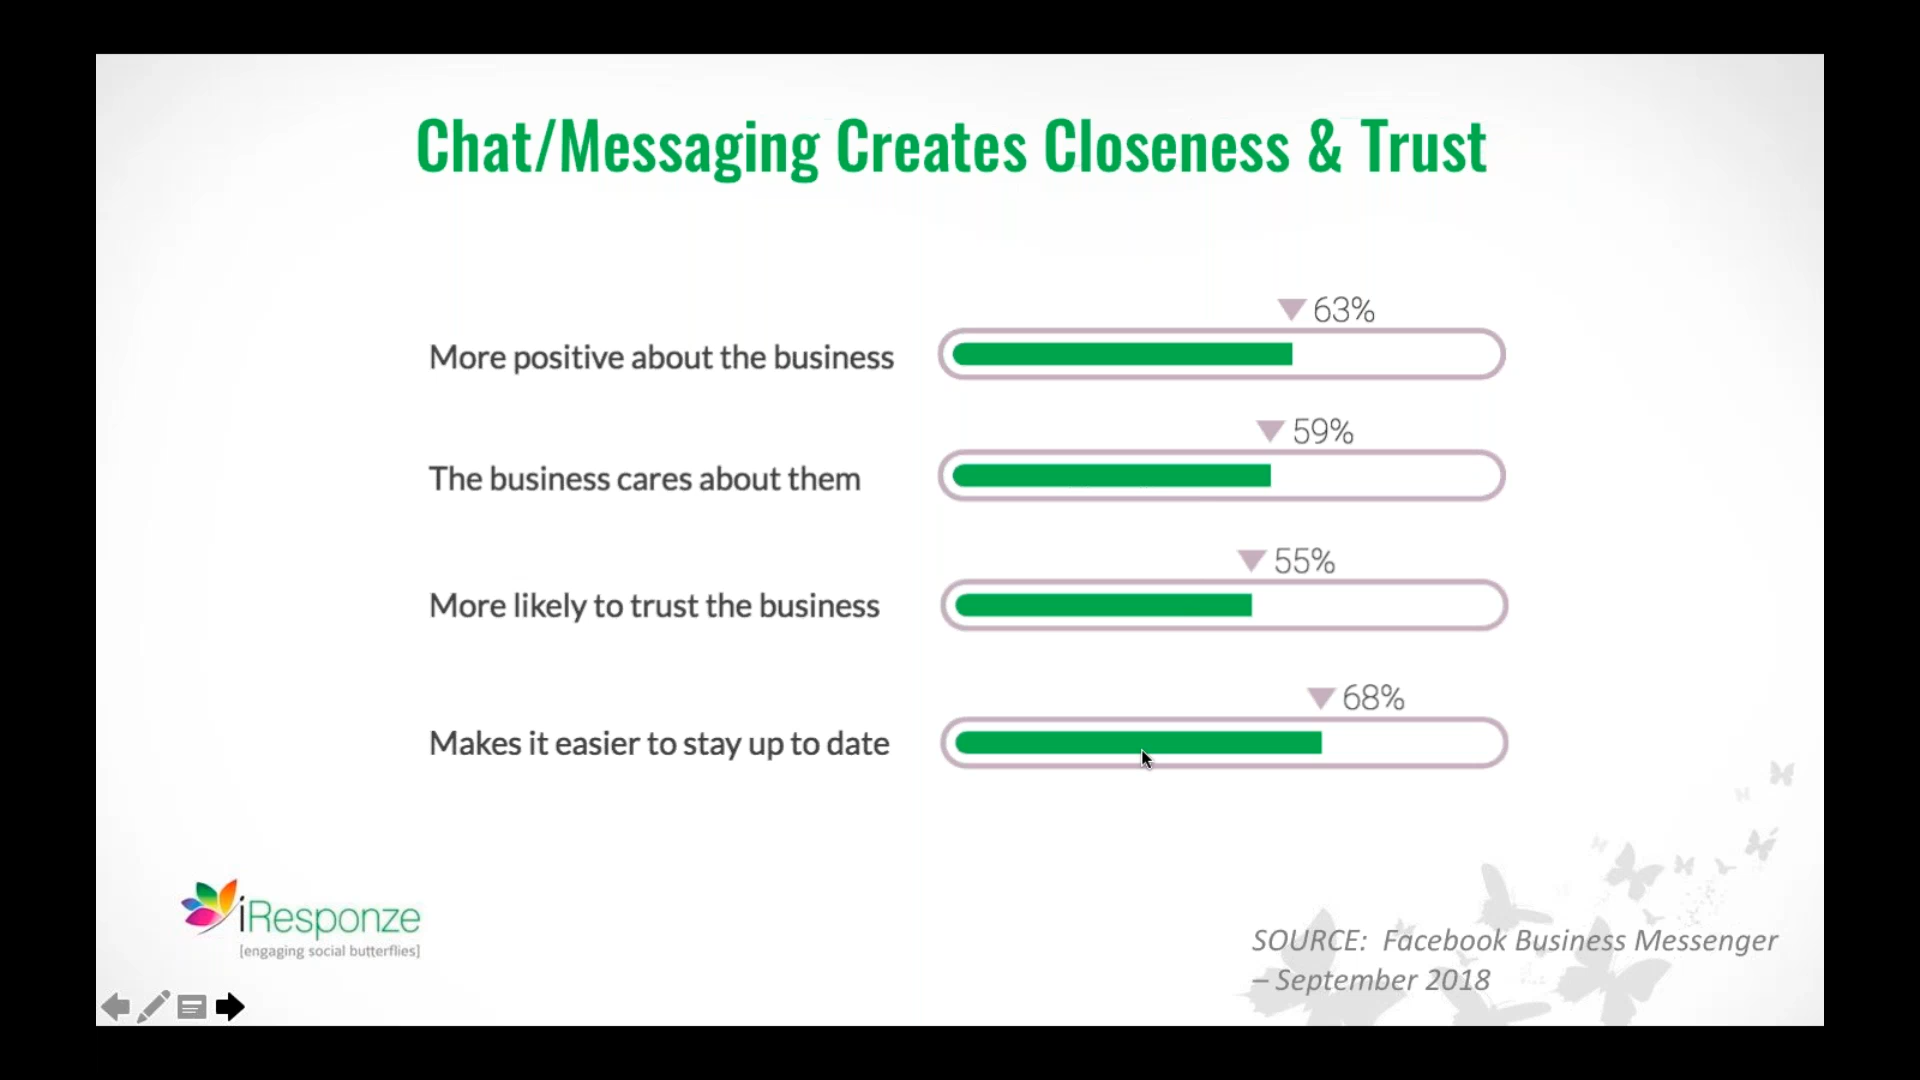 Chat/Messaging Creates Closeness & Trust
63%
More positive about the business
59%
The business cares about them
55%
More likely to trust the business
68%
Makes it easier to stay up to date
iResponze
[engaging social butterflies]
SOURCE: Facebook Business Messenger
– September 2018